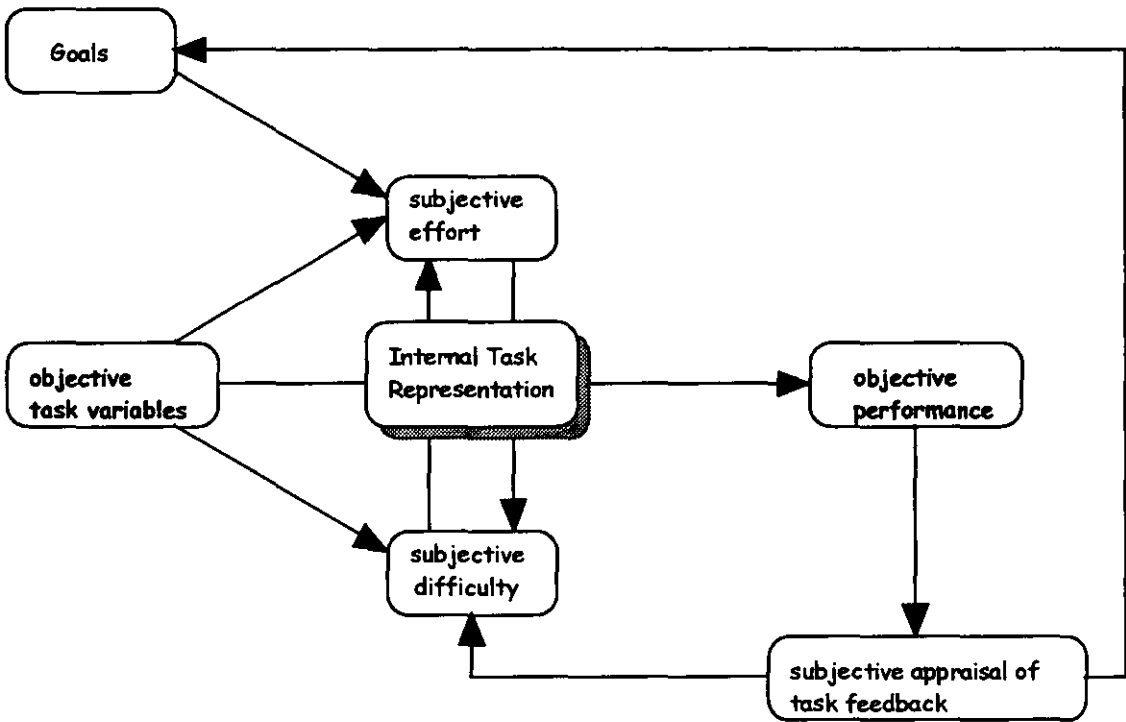 Goals
subjective
effort
Internal Task
Representation
objective
task variables
objective
performance
subjective
difficulty
subjective appraisal of
task feedback